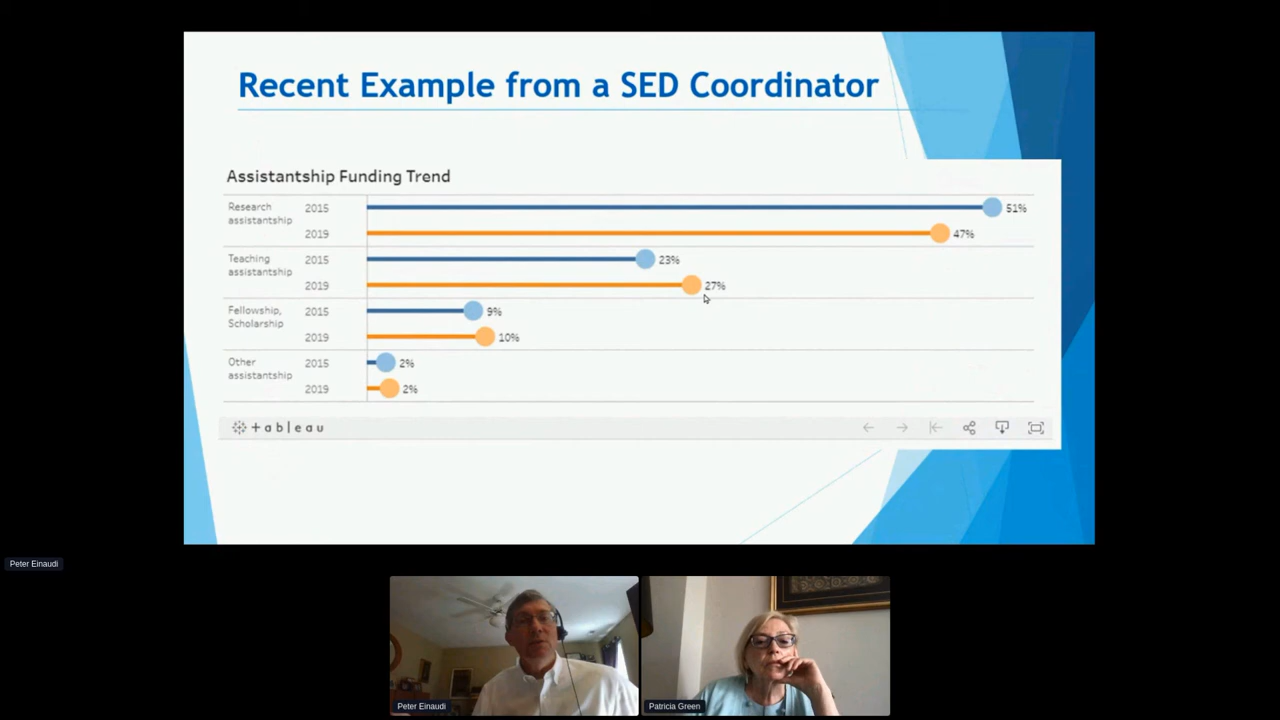 Recent Example from a SED Coordinator
Assistantship Funding Trend
Research assistantship 2015 51%
2019 47%
Teaching assistantship 2015 23%
2019 27%
Fellowship, Scholarship 2015 9%
2019 10%
Other assistantship 2015 2%
2019 2%
+ a b l e a u
Peter Einaudi
Peter Einaudi
Patricia Green